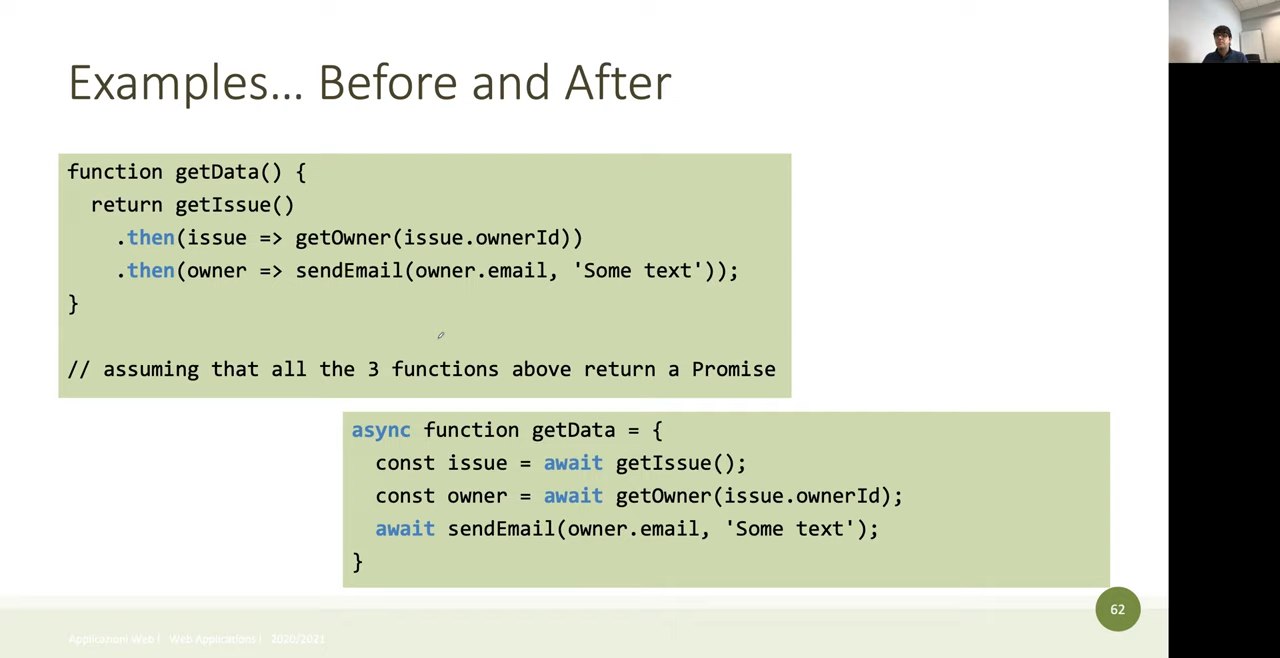 Examples... Before and After
function getData() {
return getIssue()
.then(issue => getOwner(issue.ownerId))
.then(owner => sendEmail(owner.email, 'Some text'));
}
// assuming that all the 3 functions above return a Promise
async function getData = {
const issue = await getIssue();
const owner = await getOwner(issue.ownerId);
await sendEmail(owner.email, 'Some text');
}
62
Applicazioni Web I Web Applications I 2020/2021